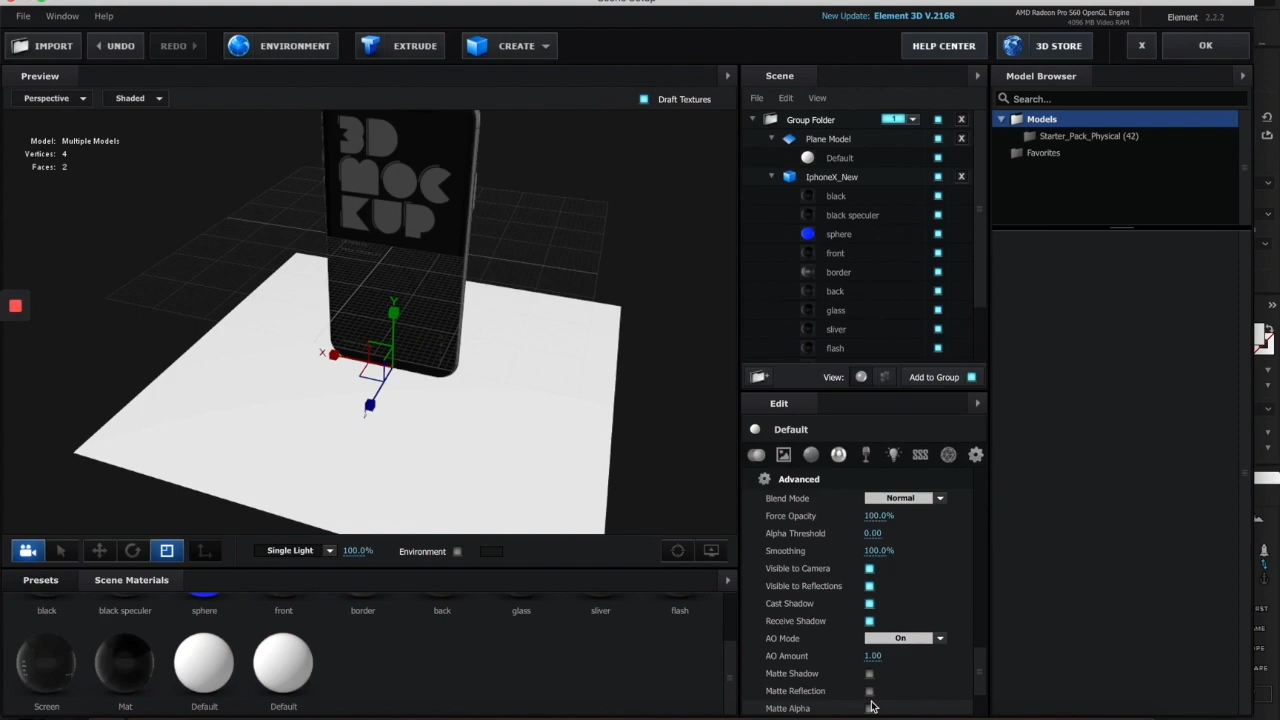 Scene Setup
File Window Help
New Update: Element 3D V.2168
AMD Radeon Pro 560 OpenGL Engine
4096 MB Video RAM
Element 2.2.2
IMPORT UNDO REDO ENVIRONMENT EXTRUDE CREATE HELP CENTER 3D STORE X OK
Preview
Perspective Shaded Draft Textures
Model: Multiple Models
Vertices: 4
Faces: 2
3D
MOC
KUP
X
Y
Single Light 100.0% Environment
Presets Scene Materials
black black speculer sphere front border back glass sliver flash
Screen Mat Default Default
Scene
File Edit View
Group Folder 1 X
Plane Model X
Default
IphoneX_New X
black
black speculer
sphere
front
border
back
glass
sliver
flash
View: Add to Group
Edit
Default
Advanced
Blend Mode Normal
Force Opacity 100.0%
Alpha Threshold 0.00
Smoothing 100.0%
Visible to Camera
Visible to Reflections
Cast Shadow
Receive Shadow
AO Mode On
AO Amount 1.00
Matte Shadow
Matte Reflection
Matte Alpha
Model Browser
Search...
Models
Starter_Pack_Physical (42)
Favorites